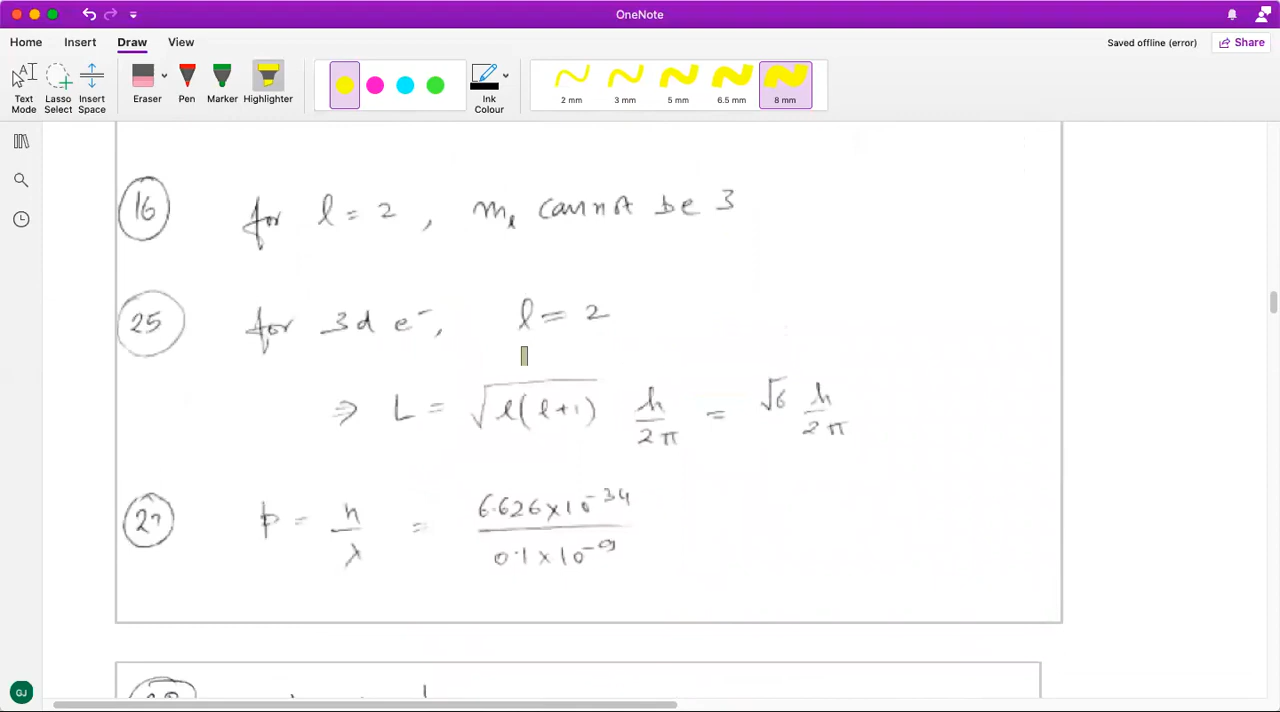 OneNote
Home Insert Draw View
Saved offline (error) Share
Text Mode
Lasso Select
Insert Space
Eraser
Pen
Marker
Highlighter
Ink Colour
2 mm 3 mm 5 mm 6.5 mm 8 mm
16 for l = 2 , mₗ cannot be 3
25 for 3d e⁻, l = 2
⇒ L = √l(l+1) h/2π = √6 h/2π
27 p = h/λ = 6.626×10⁻³⁴/0.1×10⁻⁹
GJ